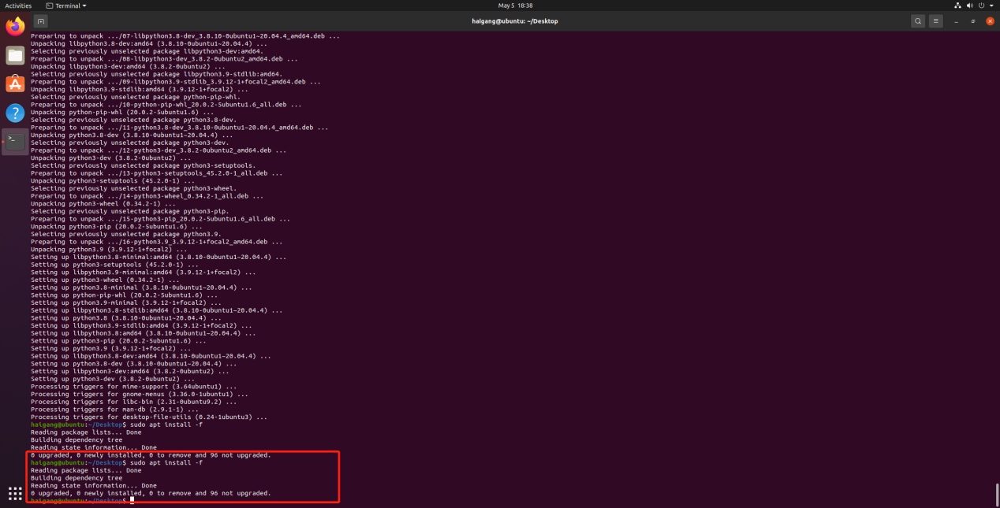 Activities
Terminal
May 5 18:38
haigang@ubuntu: ~/Desktop
Preparing to unpack .../07-libpython3.8-dev_3.8.10-0ubuntu1~20.04.4_amd64.deb ...
Unpacking libpython3.8-dev:amd64 (3.8.10-0ubuntu1~20.04.4) ...
Selecting previously unselected package libpython3-dev:amd64.
Preparing to unpack .../08-libpython3-dev_3.8.2-0ubuntu2_amd64.deb ...
Unpacking libpython3-dev:amd64 (3.8.2-0ubuntu2) ...
Selecting previously unselected package libpython3.9-stdlib:amd64.
Preparing to unpack .../09-libpython3.9-stdlib_3.9.12-1+focal2_amd64.deb ...
Unpacking libpython3.9-stdlib:amd64 (3.9.12-1+focal2) ...
Selecting previously unselected package python-pip-whl.
Preparing to unpack .../10-python-pip-whl_20.0.2-5ubuntu1.6_all.deb ...
Unpacking python-pip-whl (20.0.2-5ubuntu1.6) ...
Selecting previously unselected package python3.8-dev.
Preparing to unpack .../11-python3.8-dev_3.8.10-0ubuntu1~20.04.4_amd64.deb ...
Unpacking python3.8-dev (3.8.10-0ubuntu1~20.04.4) ...
Selecting previously unselected package python3-dev.
Preparing to unpack .../12-python3-dev_3.8.2-0ubuntu2_amd64.deb ...
Unpacking python3-dev (3.8.2-0ubuntu2) ...
Selecting previously unselected package python3-setuptools.
Preparing to unpack .../13-python3-setuptools_45.2.0-1_all.deb ...
Unpacking python3-setuptools (45.2.0-1) ...
Selecting previously unselected package python3-wheel.
Preparing to unpack .../14-python3-wheel_0.34.2-1_all.deb ...
Unpacking python3-wheel (0.34.2-1) ...
Selecting previously unselected package python3-pip.
Preparing to unpack .../15-python3-pip_20.0.2-5ubuntu1.6_all.deb ...
Unpacking python3-pip (20.0.2-5ubuntu1.6) ...
Selecting previously unselected package python3.9.
Preparing to unpack .../16-python3.9_3.9.12-1+focal2_amd64.deb ...
Unpacking python3.9 (3.9.12-1+focal2) ...
Setting up libpython3.8-minimal:amd64 (3.8.10-0ubuntu1~20.04.4) ...
Setting up python3-setuptools (45.2.0-1) ...
Setting up libpython3.9-minimal:amd64 (3.9.12-1+focal2) ...
Setting up python3-wheel (0.34.2-1) ...
Setting up python3.8-minimal (3.8.10-0ubuntu1~20.04.4) ...
Setting up python-pip-whl (20.0.2-5ubuntu1.6) ...
Setting up python3.9-minimal (3.9.12-1+focal2) ...
Setting up libpython3.8-stdlib:amd64 (3.8.10-0ubuntu1~20.04.4) ...
Setting up python3.8 (3.8.10-0ubuntu1~20.04.4) ...
Setting up libpython3.9-stdlib:amd64 (3.9.12-1+focal2) ...
Setting up libpython3.8:amd64 (3.8.10-0ubuntu1~20.04.4) ...
Setting up python3-pip (20.0.2-5ubuntu1.6) ...
Setting up python3.9 (3.9.12-1+focal2) ...
Setting up libpython3.8-dev:amd64 (3.8.10-0ubuntu1~20.04.4) ...
Setting up python3.8-dev (3.8.10-0ubuntu1~20.04.4) ...
Setting up libpython3-dev:amd64 (3.8.2-0ubuntu2) ...
Setting up python3-dev (3.8.2-0ubuntu2) ...
Processing triggers for mime-support (3.64ubuntu1) ...
Processing triggers for gnome-menus (3.36.0-1ubuntu1) ...
Processing triggers for libc-bin (2.31-0ubuntu9.2) ...
Processing triggers for man-db (2.9.1-1) ...
Processing triggers for desktop-file-utils (0.24-1ubuntu3) ...
haigang@ubuntu:~/Desktop$ sudo apt install -f
Reading package lists... Done
Building dependency tree
Reading state information... Done
0 upgraded, 0 newly installed, 0 to remove and 96 not upgraded.
haigang@ubuntu:~/Desktop$ sudo apt install -f
Reading package lists... Done
Building dependency tree
Reading state information... Done
0 upgraded, 0 newly installed, 0 to remove and 96 not upgraded.
haigang@ubuntu:~/Desktop$